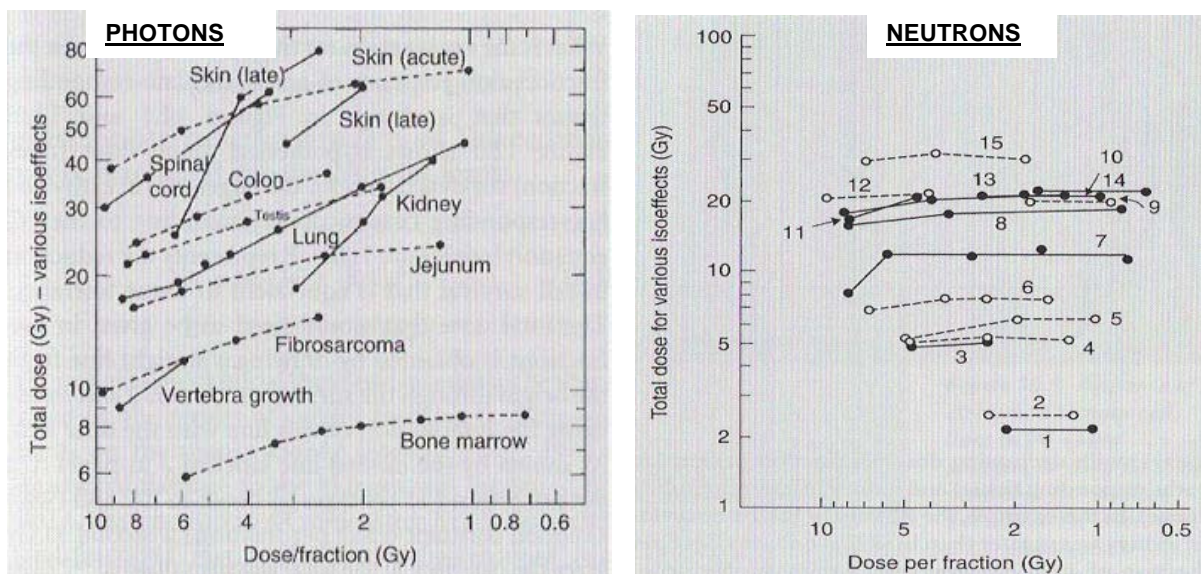 PHOTONS
Total dose (Gy) – various isoeffects
80
60
50
40
30
20
10
8
6
Skin (late)
Skin (acute)
Skin (late)
Spinal
cord
Colon
Testis
Kidney
Lung
Jejunum
Fibrosarcoma
Vertebra growth
Bone marrow
10
8
6
4
2
1
0.8
0.6
Dose/fraction (Gy)
NEUTRONS
Total dose for various isoeffects (Gy)
100
50
20
10
5
2
1
15
10
12
13
14
9
11
8
7
6
5
4
3
2
1
10
5
2
1
0.5
Dose per fraction (Gy)